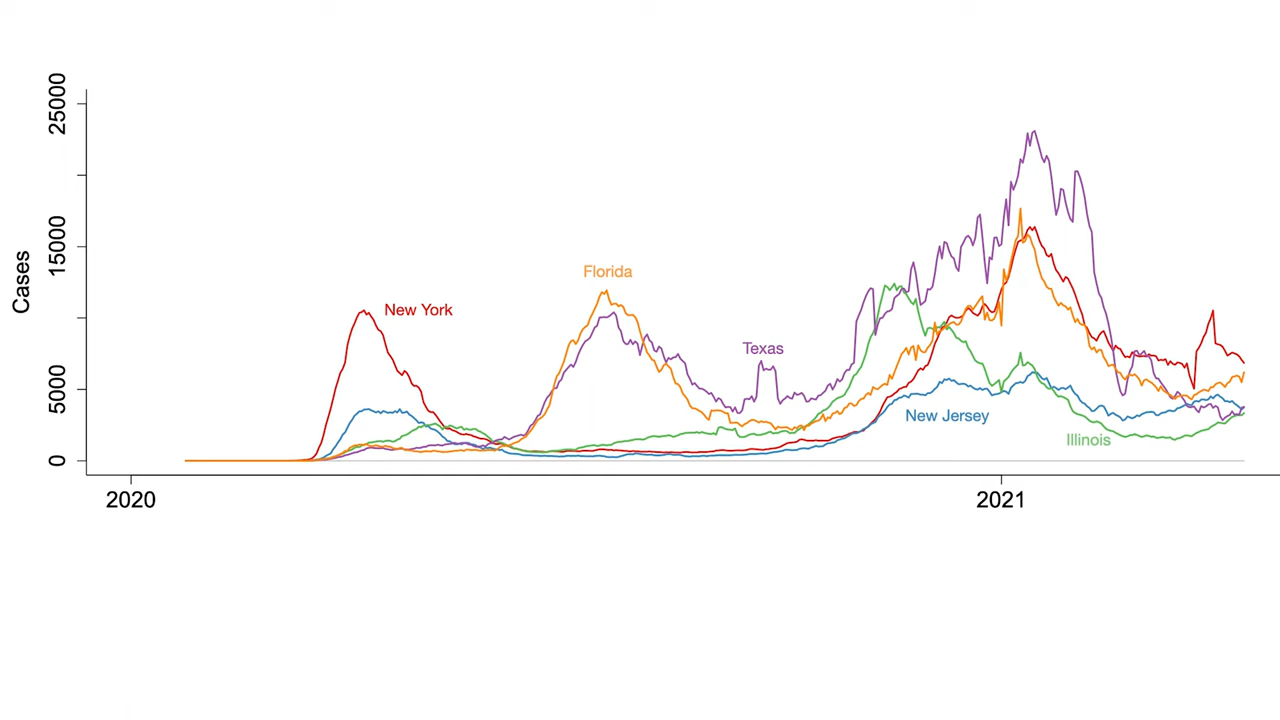 25000
15000
5000
0
Cases
Florida
New York
Texas
New Jersey
Illinois
2020
2021